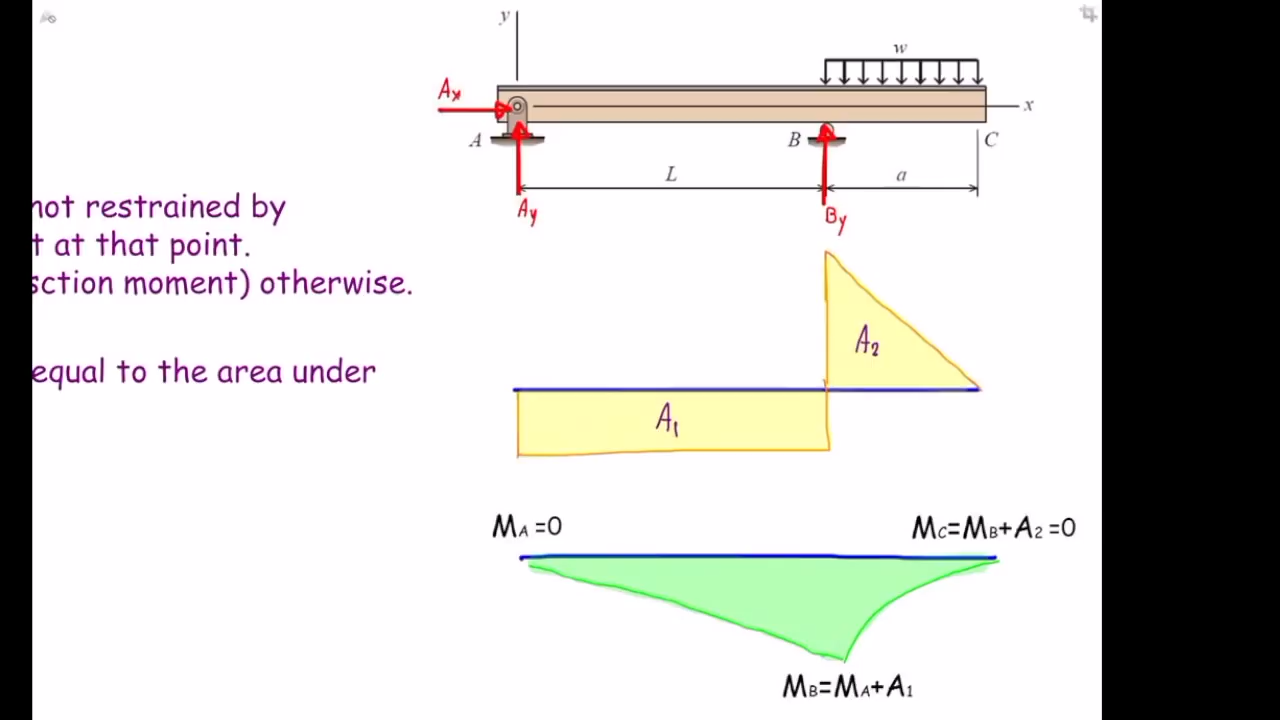 y
w
Ax
x
A
B
C
L
a
Ay
By
not restrained by
t at that point.
sction moment) otherwise.
equal to the area under
A2
A1
MA =0
MC=MB+A2 =0
MB=MA+A1